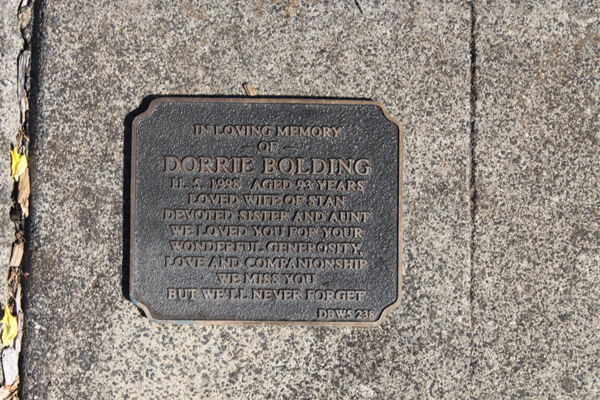 IN LOVING MEMORY
- OF -
DORRIE BOLDING
11. 5. 1998 AGED 93 YEARS
LOVED WIFE OF STAN
DEVOTED SISTER AND AUNT
WE LOVED YOU FOR YOUR
WONDERFUL GENEROSITY,
LOVE AND COMPANIONSHIP
WE MISS YOU
BUT WE'LL NEVER FORGET
DBW5 238